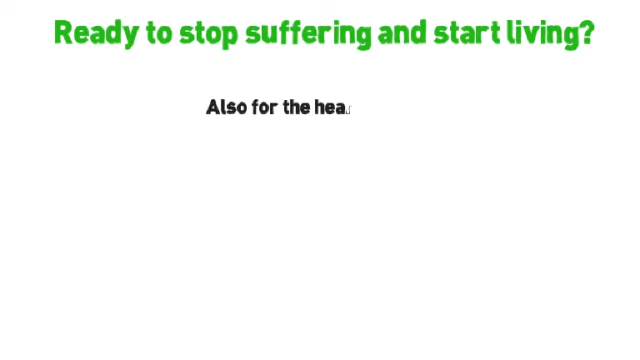 Ready to stop suffering and start living?
Also for the hea